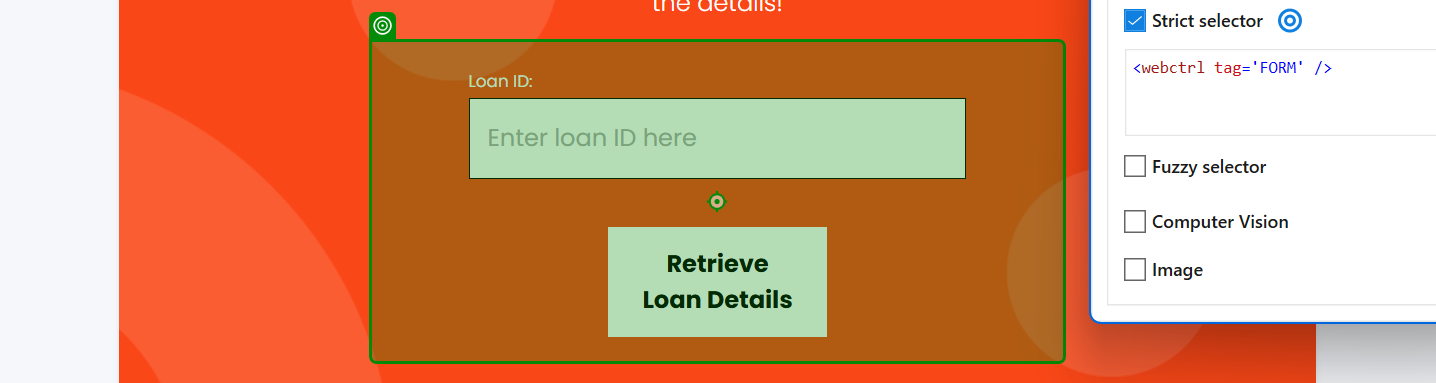 the details!
Loan ID:
Enter loan ID here
Retrieve
Loan Details
Strict selector
<webctrl tag='FORM' />
Fuzzy selector
Computer Vision
Image